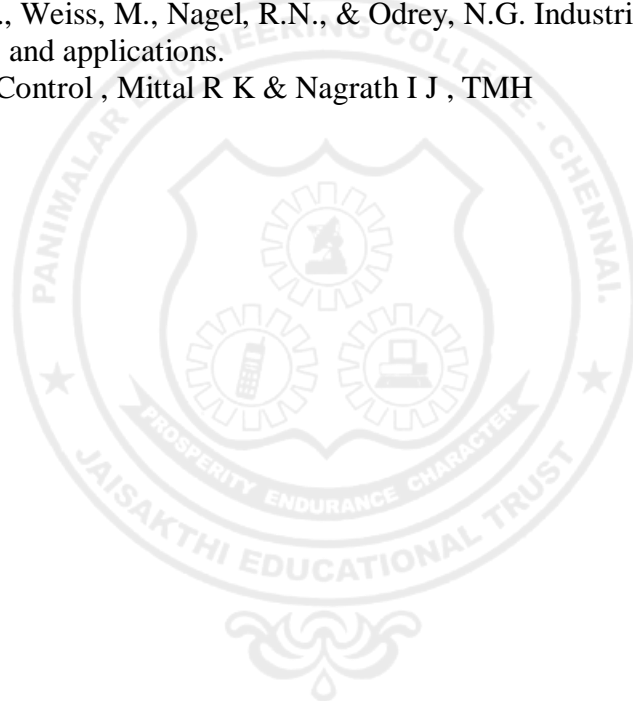 ., Weiss, M., Nagel, R.N., & Odrey, N.G. Industri
and applications.
Control , Mittal R K & Nagrath I J , TMH
PANIMALAR ENGINEERING COLLEGE - CHENNAI.
PROSPERITY ENDURANCE CHARACTER
JAISAKTHI EDUCATIONAL TRUST